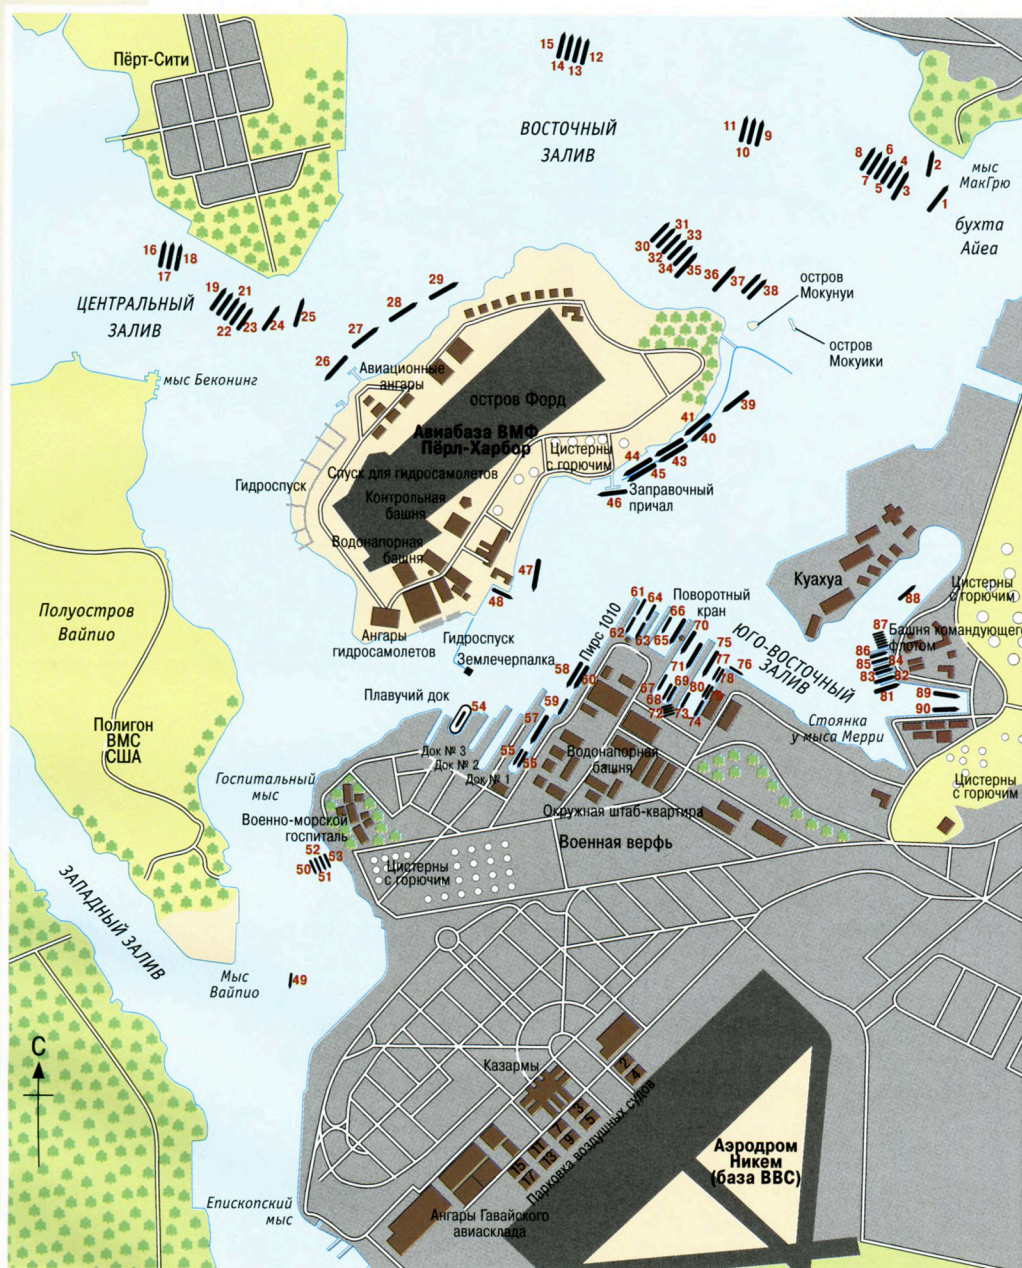 Пёрт-Сити
15
12
14
13
ВОСТОЧНЫЙ
ЗАЛИВ
11
9
10
8
6
4
2
7
5
3
1
мыс
МакГрю
бухта
Айеа
16
18
17
ЦЕНТРАЛЬНЫЙ
ЗАЛИВ
19
21
22
23
24
25
26
27
28
29
30
31
33
32
34
35
36
37
38
остров
Мокунуи
остров
Мокуики
мыс Беконинг
Авиационные
ангары
остров Форд
Авиабаза ВМФ
Пёрл-Харбор
Цистерны
с горючим
39
41
40
43
44
45
46
Заправочный
причал
Гидроспуск
Спуск для гидросамолетов
Контрольная
башня
Водонапорная
башня
47
48
Ангары
гидросамолетов
Гидроспуск
Землечерпалка
Куахуа
Цистерны
с горючим
88
87
Башня командующего
флотом
86
85
84
83
82
81
89
90
Стоянка
у мыса Мерри
Цистерны
с горючим
Полуостров
Вайпио
Полигон
ВМС
США
Плавучий док
54
Док № 3
Док № 2
Док № 1
Пирс 1010
61
64
62
63
65
66
Поворотный
кран
70
75
71
77
76
78
67
69
80
68
72
73
74
58
60
59
57
55
56
ЮГО-ВОСТОЧНЫЙ
ЗАЛИВ
Водонапорная
башня
Окружная штаб-квартира
Военная верфь
Госпитальный
мыс
Военно-морской
госпиталь
52
53
50
51
Цистерны
с горючим
ЗАПАДНЫЙ ЗАЛИВ
Мыс
Вайпио
49
С
Казармы
2
4
3
5
7
9
11
13
15
17
Парковка воздушных судов
Аэродром
Никем
(база ВВС)
Епископский
мыс
Ангары Гавайского
авиасклада